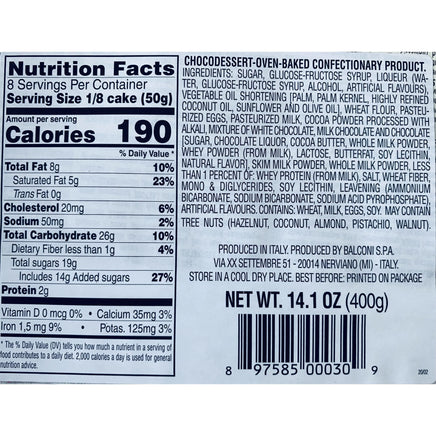 Nutrition Facts
8 Servings Per Container
Serving Size 1/8 cake (50g)
Amount per serving
Calories 190
% Daily Value *
Total Fat 8g 10%
Saturated Fat 5g 23%
Trans Fat 0g
Cholesterol 20mg 6%
Sodium 50mg 2%
Total Carbohydrate 26g 10%
Dietary Fiber less than 1g 4%
Total sugars 19g
Includes 14g Added sugars 27%
Protein 2g
Vitamin D 0 mcg 0% • Calcium 35mg 3%
Iron 1,5 mg 9% • Potas. 125mg 3%
* The % Daily Value (DV) tells you how much a nutrient in a serving of
food contributes to a daily diet. 2,000 calories a day is used for general
nutrition advice.
CHOCODESSERT-OVEN-BAKED CONFECTIONARY PRODUCT.
INGREDIENTS: SUGAR, GLUCOSE-FRUCTOSE SYRUP, LIQUEUR (WA-
TER, GLUCOSE-FRUCTOSE SYRUP, ALCOHOL, ARTIFICIAL FLAVOURS),
VEGETABLE OIL SHORTENING [PALM, PALM KERNEL, HIGHLY REFINED
COCONUT OIL, SUNFLOWER AND OLIVE OIL], WHEAT FLOUR, PASTEU-
RIZED EGGS, PASTEURIZED MILK, COCOA POWDER PROCESSED WITH
ALKALI, MIXTURE OF WHITE CHOCOLATE, MILK CHOCOLATE AND CHOCOLATE
[SUGAR, CHOCOLATE LIQUOR, COCOA BUTTER, WHOLE MILK POWDER,
WHEY POWDER (FROM MILK), LACTOSE, BUTTERFAT, SOY LECITHIN,
NATURAL FLAVOR], SKIM MILK POWDER, WHOLE MILK POWDER, LESS
THAN 1 PERCENT OF: WHEY PROTEIN (FROM MILK), SALT, WHEAT FIBER,
MONO & DIGLYCERIDES, SOY LECITHIN, LEAVENING (AMMONIUM
BICARBONATE, SODIUM BICARBONATE, SODIUM ACID PYROPHOSPHATE),
ARTIFICIAL FLAVOURS. CONTAINS: WHEAT, MILK, EGGS, SOY. MAY CONTAIN
TREE NUTS (HAZELNUT, COCONUT, ALMOND, PISTACHIO, WALNUT).
PRODUCED IN ITALY. PRODUCED BY BALCONI S.P.A.
VIA XX SETTEMBRE 51 - 20014 NERVIANO (MI) - ITALY.
STORE IN A COOL DRY PLACE. BEST BEFORE: PRINTED ON PACKAGE
NET WT. 14.1 OZ (400g)
8 97585 00030 9
20/02